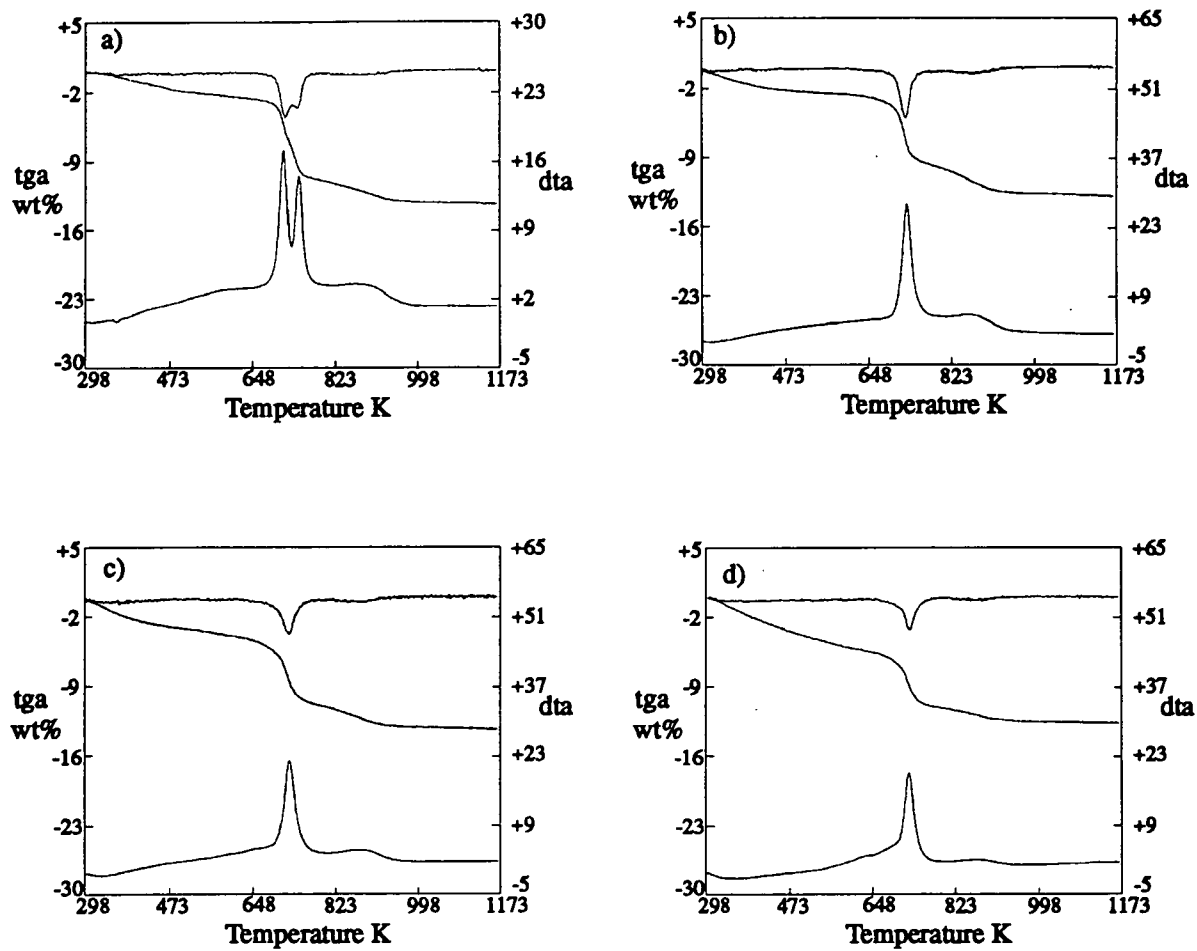 a)
+5
-2
-9
-16
-23
-30
tga
wt%
+30
+23
+16
+9
+2
-5
dta
298 473 648 823 998 1173
Temperature K
b)
+5
-2
-9
-16
-23
-30
tga
wt%
+65
+51
+37
+23
+9
-5
dta
298 473 648 823 998 1173
Temperature K
c)
+5
-2
-9
-16
-23
-30
tga
wt%
+65
+51
+37
+23
+9
-5
dta
298 473 648 823 998 1173
Temperature K
d)
+5
-2
-9
-16
-23
-30
tga
wt%
+65
+51
+37
+23
+9
-5
dta
298 473 648 823 998 1173
Temperature K